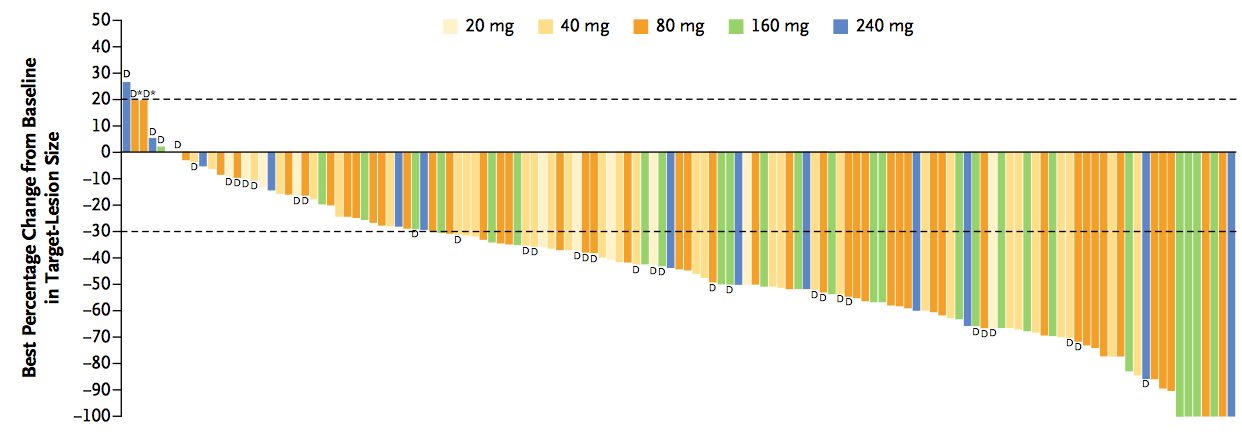 Best Percentage Change from Baseline
in Target-Lesion Size
50
40
30
20
10
0
−10
−20
−30
−40
−50
−60
−70
−80
−90
−100
20 mg 40 mg 80 mg 160 mg 240 mg
D
D* D*
D
D
D
D
D D D D
D D
D
D
D D
D D D
D
D D
D
D
D D
D D
D D D
D D
D